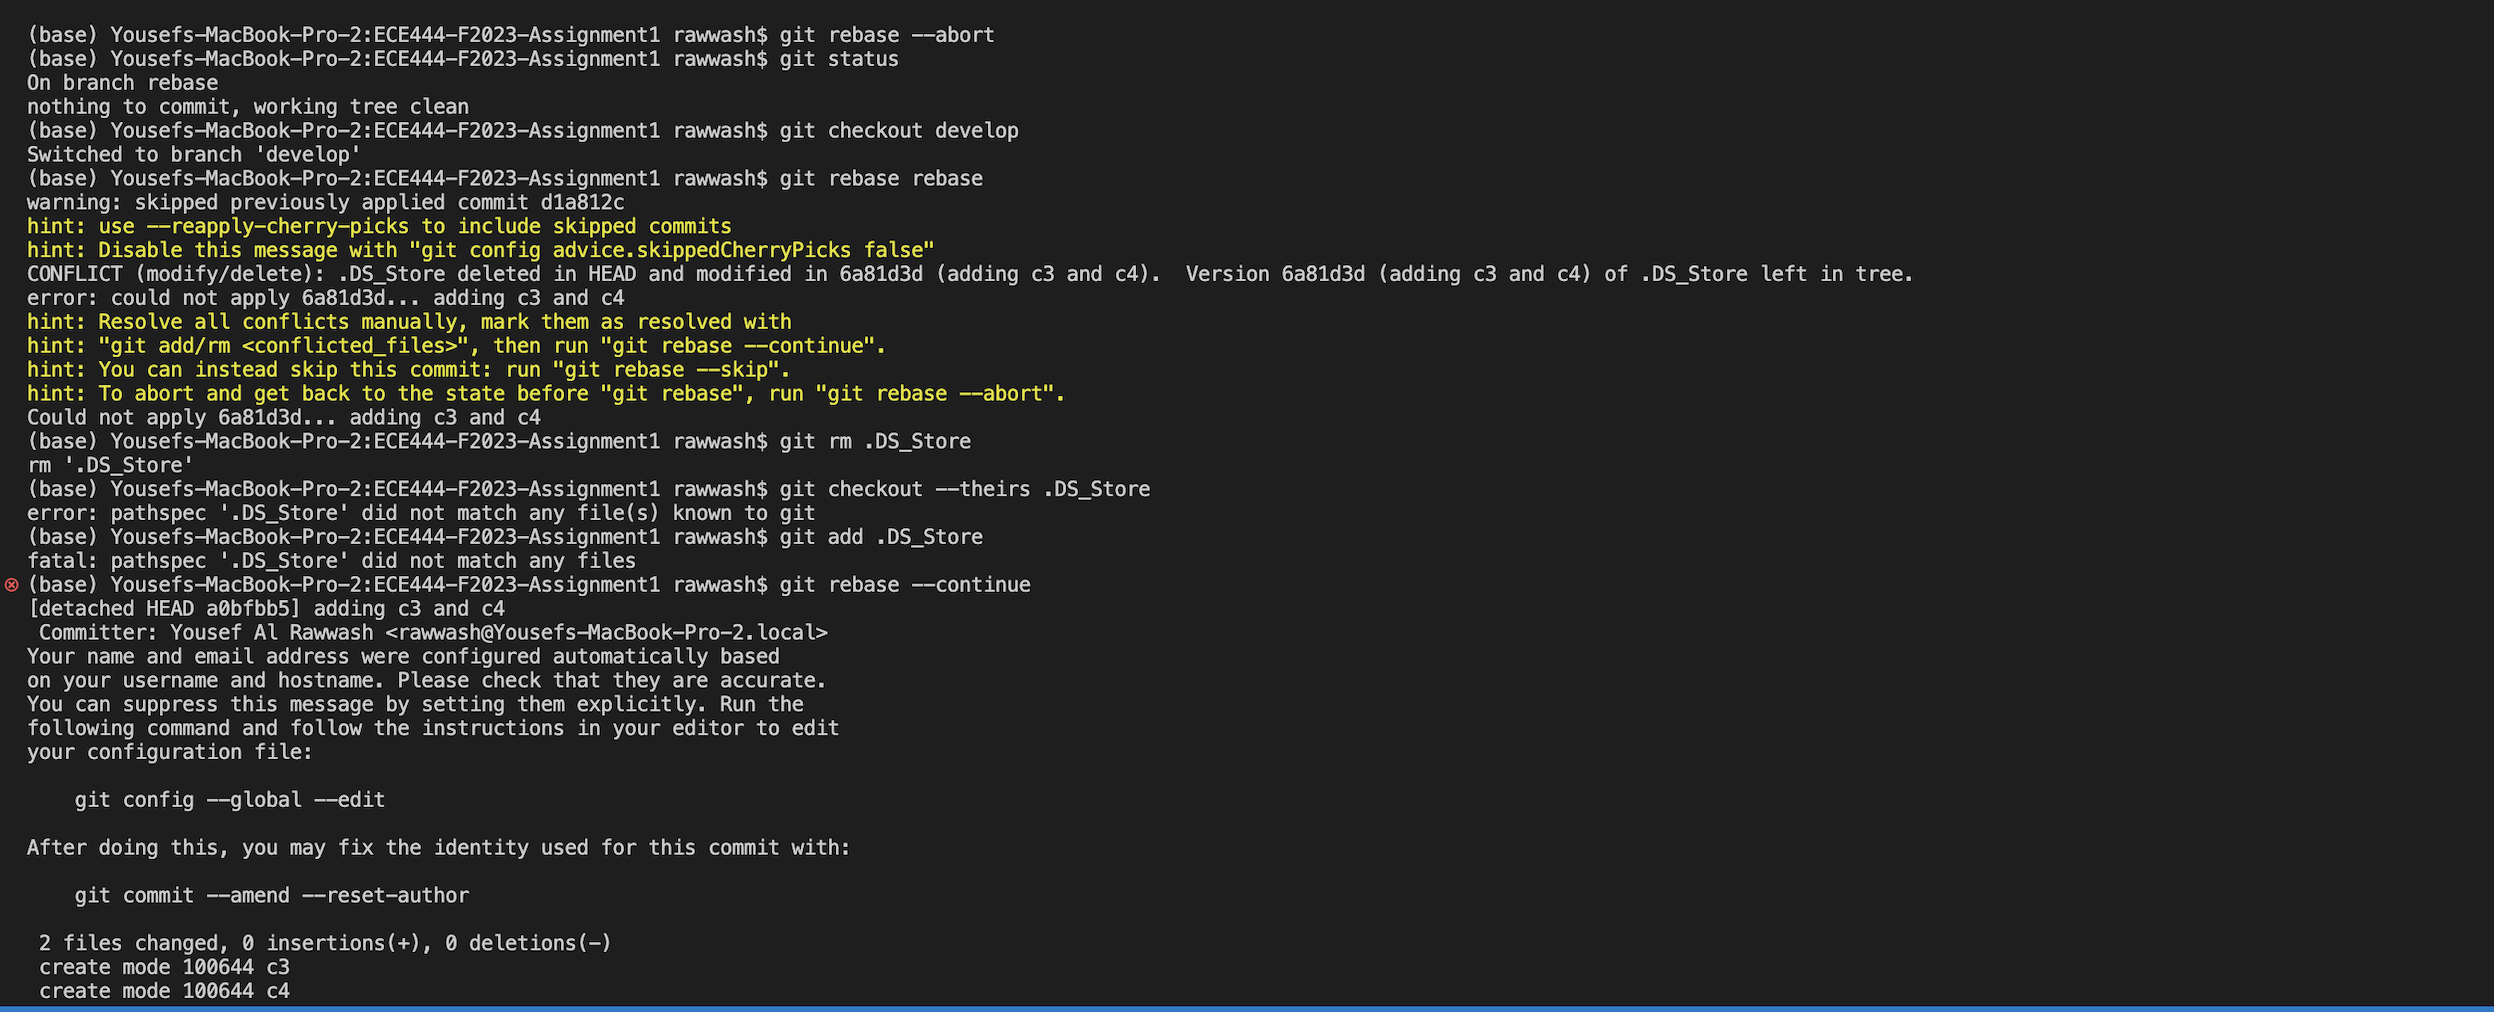 (base) Yousefs-MacBook-Pro-2:ECE444-F2023-Assignment1 rawwash$ git rebase --abort
(base) Yousefs-MacBook-Pro-2:ECE444-F2023-Assignment1 rawwash$ git status
On branch rebase
nothing to commit, working tree clean
(base) Yousefs-MacBook-Pro-2:ECE444-F2023-Assignment1 rawwash$ git checkout develop
Switched to branch 'develop'
(base) Yousefs-MacBook-Pro-2:ECE444-F2023-Assignment1 rawwash$ git rebase rebase
warning: skipped previously applied commit d1a812c
hint: use --reapply-cherry-picks to include skipped commits
hint: Disable this message with "git config advice.skippedCherryPicks false"
CONFLICT (modify/delete): .DS_Store deleted in HEAD and modified in 6a81d3d (adding c3 and c4).  Version 6a81d3d (adding c3 and c4) of .DS_Store left in tree.
error: could not apply 6a81d3d... adding c3 and c4
hint: Resolve all conflicts manually, mark them as resolved with
hint: "git add/rm <conflicted_files>", then run "git rebase --continue".
hint: You can instead skip this commit: run "git rebase --skip".
hint: To abort and get back to the state before "git rebase", run "git rebase --abort".
Could not apply 6a81d3d... adding c3 and c4
(base) Yousefs-MacBook-Pro-2:ECE444-F2023-Assignment1 rawwash$ git rm .DS_Store
rm '.DS_Store'
(base) Yousefs-MacBook-Pro-2:ECE444-F2023-Assignment1 rawwash$ git checkout --theirs .DS_Store
error: pathspec '.DS_Store' did not match any file(s) known to git
(base) Yousefs-MacBook-Pro-2:ECE444-F2023-Assignment1 rawwash$ git add .DS_Store
fatal: pathspec '.DS_Store' did not match any files
(base) Yousefs-MacBook-Pro-2:ECE444-F2023-Assignment1 rawwash$ git rebase --continue
[detached HEAD a0bfbb5] adding c3 and c4
 Committer: Yousef Al Rawwash <rawwash@Yousefs-MacBook-Pro-2.local>
Your name and email address were configured automatically based
on your username and hostname. Please check that they are accurate.
You can suppress this message by setting them explicitly. Run the
following command and follow the instructions in your editor to edit
your configuration file:
    git config --global --edit
After doing this, you may fix the identity used for this commit with:
    git commit --amend --reset-author
 2 files changed, 0 insertions(+), 0 deletions(-)
 create mode 100644 c3
 create mode 100644 c4